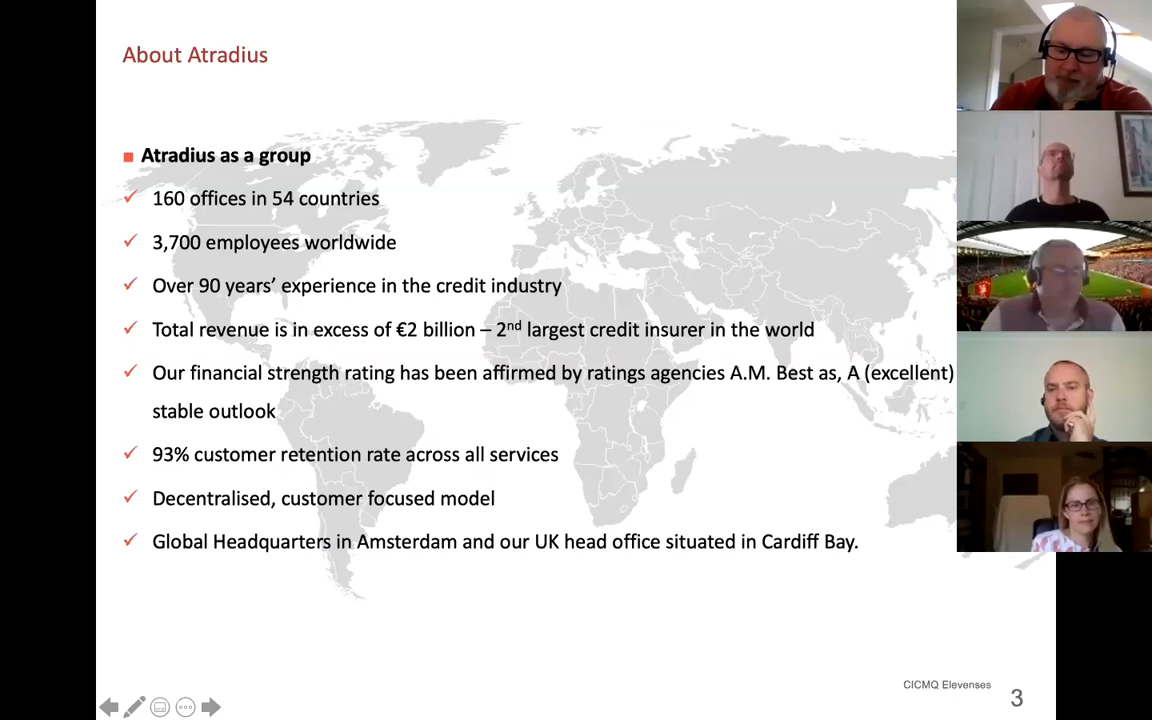 About Atradius
Atradius as a group
160 offices in 54 countries
3,700 employees worldwide
Over 90 years’ experience in the credit industry
Total revenue is in excess of €2 billion – 2nd largest credit insurer in the world
Our financial strength rating has been affirmed by ratings agencies A.M. Best as, A (excellent)
stable outlook
93% customer retention rate across all services
Decentralised, customer focused model
Global Headquarters in Amsterdam and our UK head office situated in Cardiff Bay.
CICMQ Elevenses
3